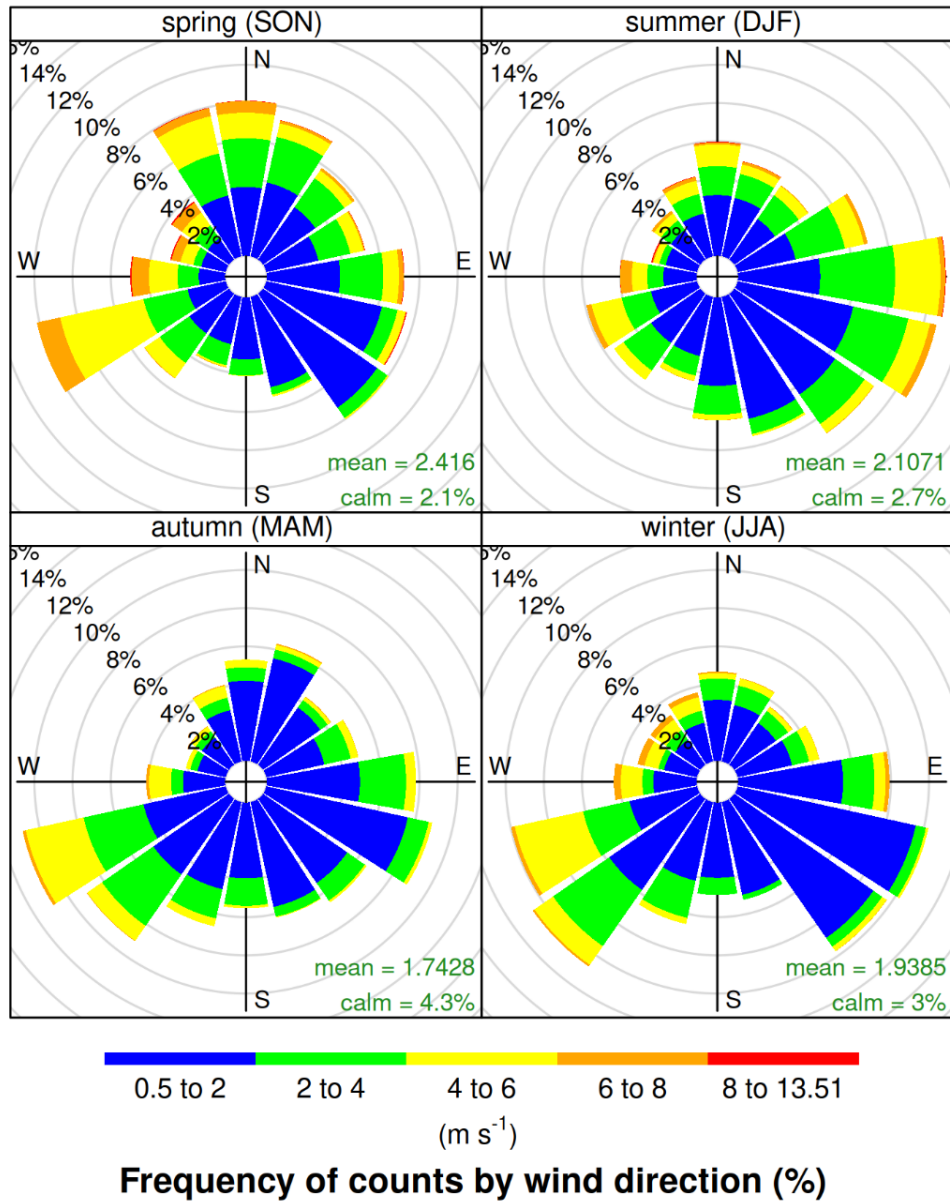 spring (SON)
summer (DJF)
N
14%
12%
10%
8%
6%
4%
2%
W
E
S
mean = 2.416
calm = 2.1%
N
14%
12%
10%
8%
6%
4%
2%
W
E
S
mean = 2.1071
calm = 2.7%
autumn (MAM)
winter (JJA)
N
14%
12%
10%
8%
6%
4%
2%
W
E
S
mean = 1.7428
calm = 4.3%
N
14%
12%
10%
8%
6%
4%
2%
W
E
S
mean = 1.9385
calm = 3%
0.5 to 2 2 to 4 4 to 6 6 to 8 8 to 13.51
(m s⁻¹)
Frequency of counts by wind direction (%)